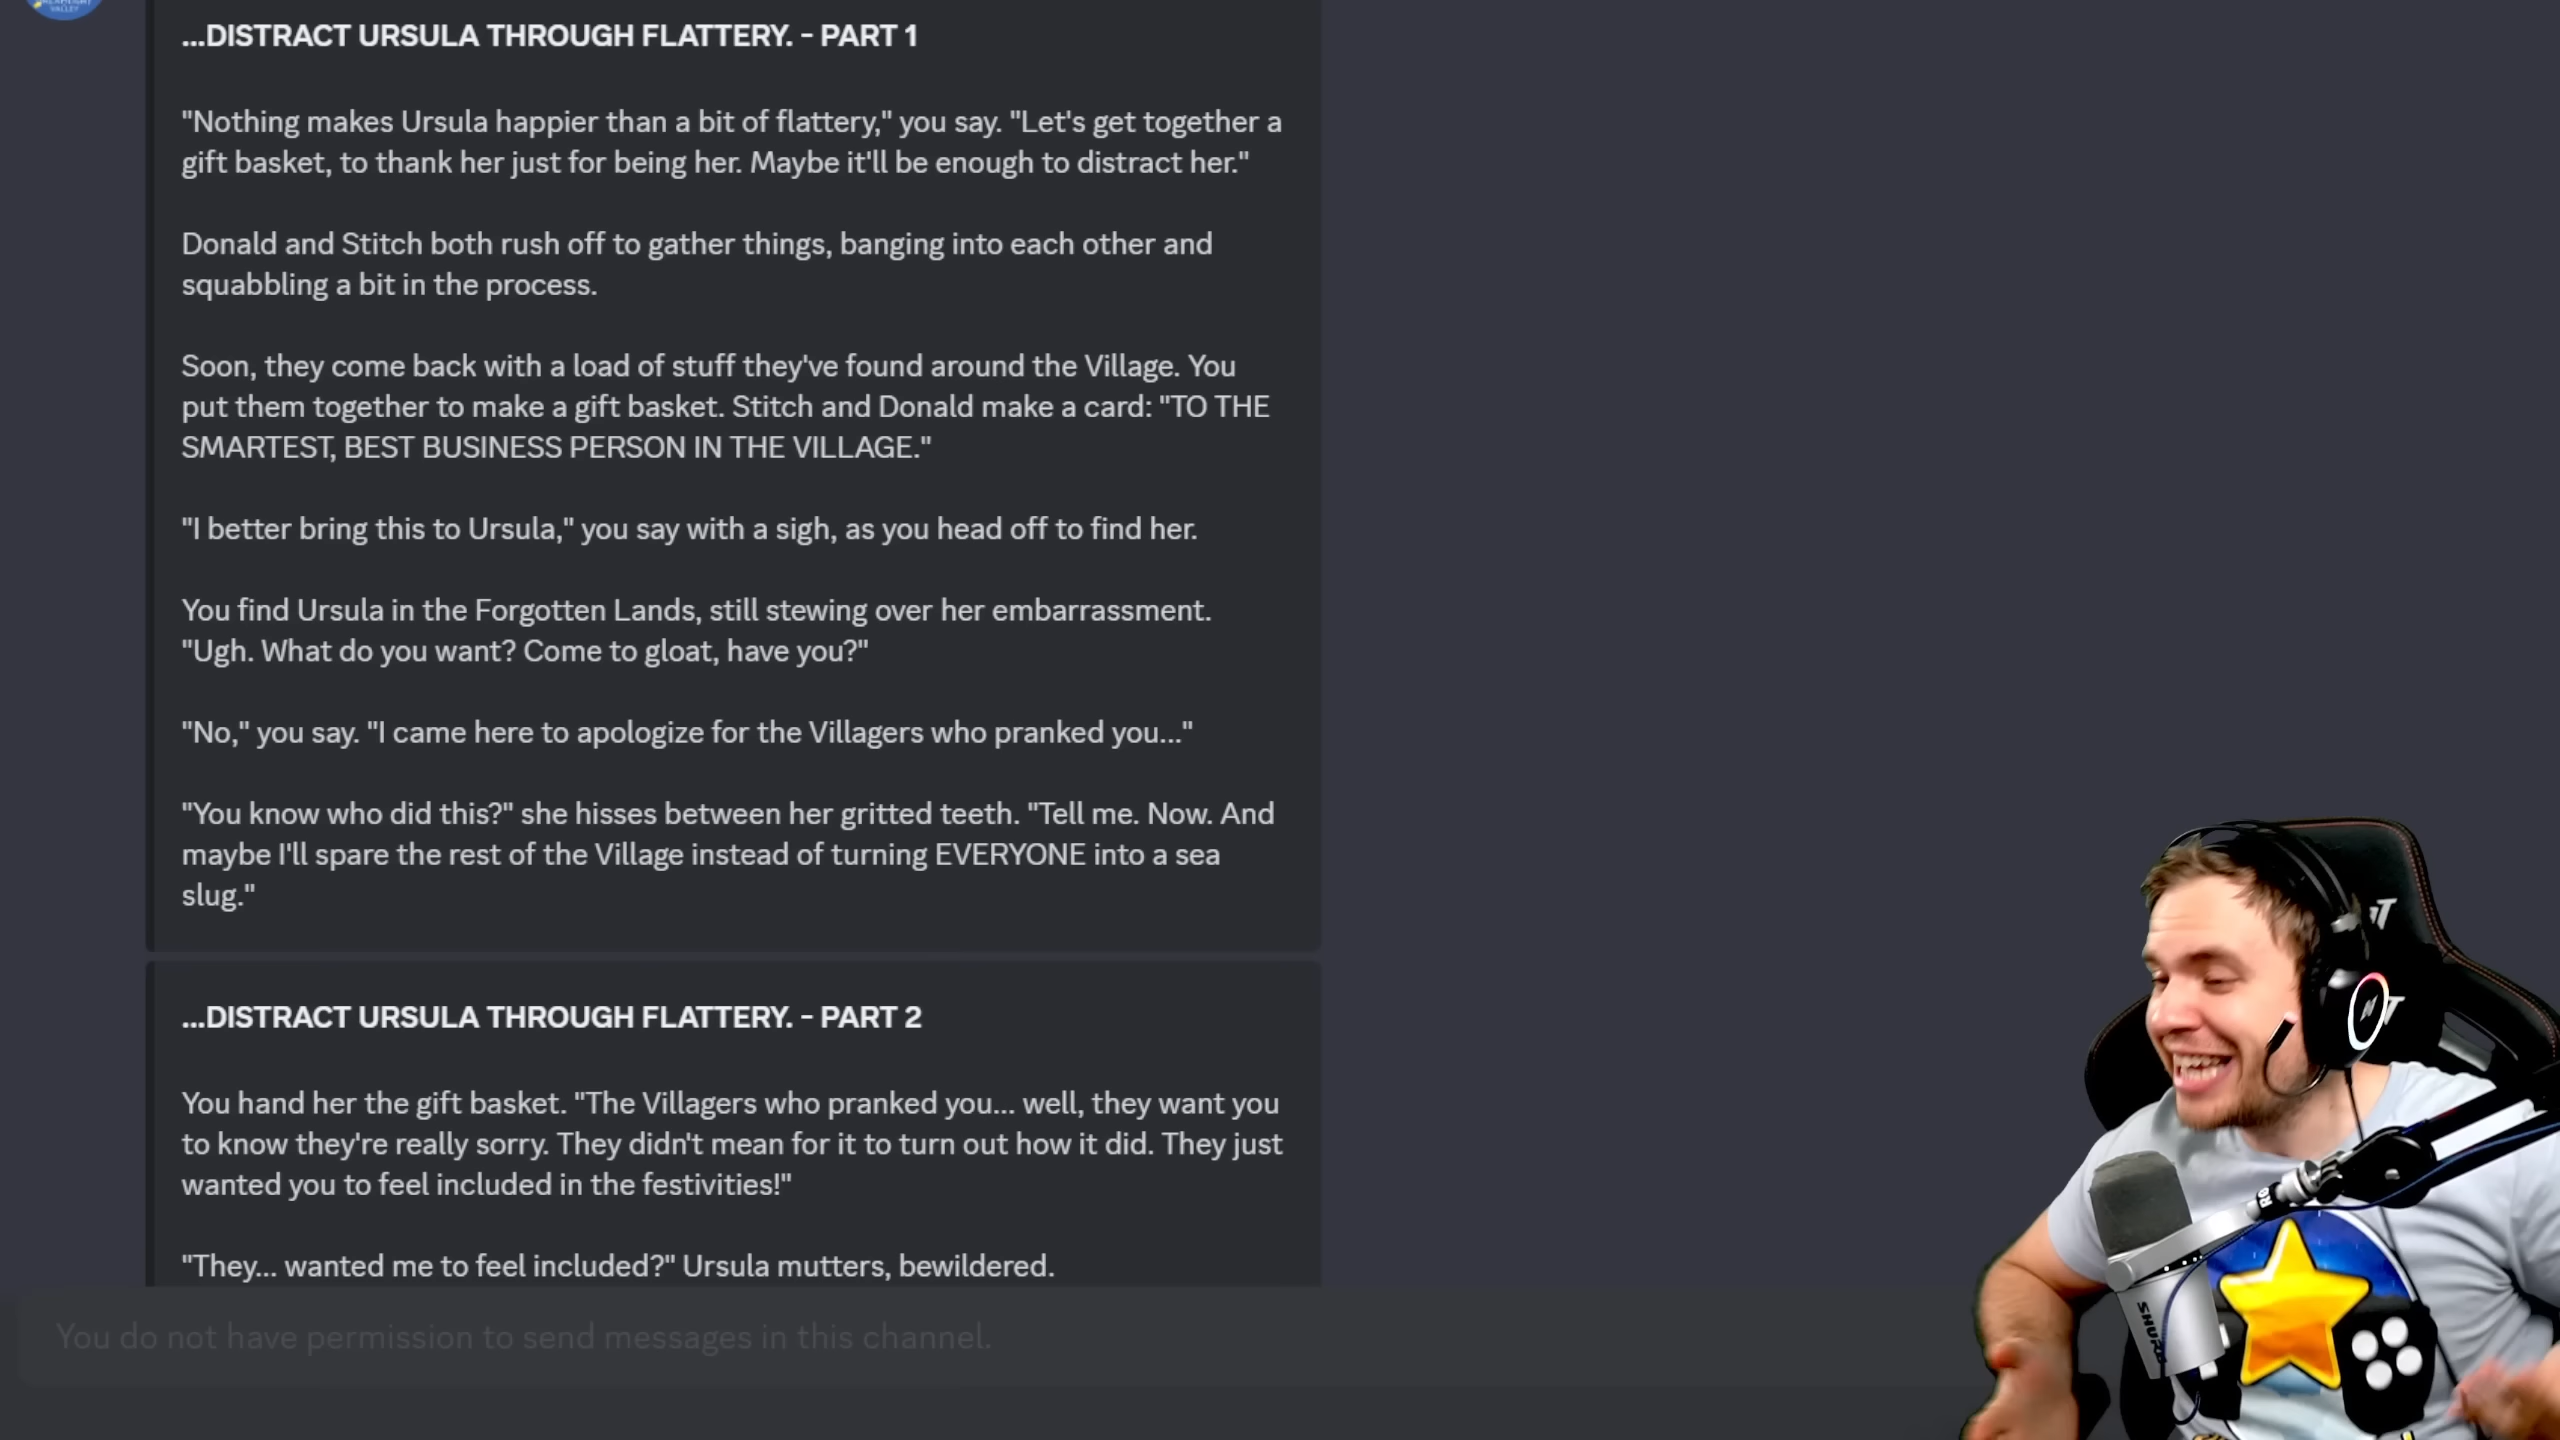 VALLEY
...DISTRACT URSULA THROUGH FLATTERY. - PART 1
"Nothing makes Ursula happier than a bit of flattery," you say. "Let's get together a
gift basket, to thank her just for being her. Maybe it'll be enough to distract her."
Donald and Stitch both rush off to gather things, banging into each other and
squabbling a bit in the process.
Soon, they come back with a load of stuff they've found around the Village. You
put them together to make a gift basket. Stitch and Donald make a card: "TO THE
SMARTEST, BEST BUSINESS PERSON IN THE VILLAGE."
"I better bring this to Ursula," you say with a sigh, as you head off to find her.
You find Ursula in the Forgotten Lands, still stewing over her embarrassment.
"Ugh. What do you want? Come to gloat, have you?"
"No," you say. "I came here to apologize for the Villagers who pranked you..."
"You know who did this?" she hisses between her gritted teeth. "Tell me. Now. And
maybe I'll spare the rest of the Village instead of turning EVERYONE into a sea
slug."
...DISTRACT URSULA THROUGH FLATTERY. - PART 2
You hand her the gift basket. "The Villagers who pranked you... well, they want you
to know they're really sorry. They didn't mean for it to turn out how it did. They just
wanted you to feel included in the festivities!"
"They... wanted me to feel included?" Ursula mutters, bewildered.
You do not have permission to send messages in this channel.
SHURE